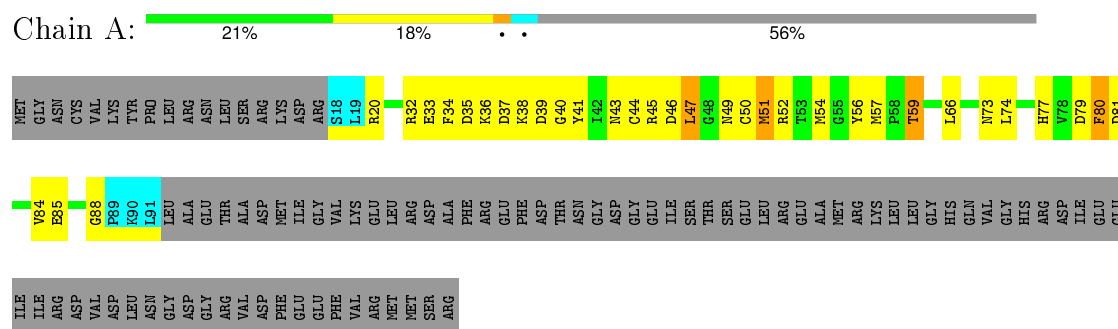 Chain A:
21% 18% • • 56%
MET GLY ASN CYS VAL LYS TYR PRO LEU ARG ASN LEU SER ARG LYS ASP ARG S18 L19 R20 R32 E33 F34 D35 K36 D37 K38 D39 G40 Y41 I42 N43 C44 R45 D46 L47 G48 N49 C50 M51 R52 T53 M54 G55 Y56 M57 P58 T59 L66 N73 L74 H77 V78 D79 F80 D81
V84 E85 G88 P89 K90 L91 LEU ALA GLU THR ALA ASP MET ILE GLY VAL LYS GLU LEU ARG ASP ALA PHE ARG GLU PHE ASP THR ASN GLY ASP GLY GLU ILE SER THR SER GLU LEU ARG GLU ALA MET ARG LYS LEU LEU GLY HIS GLN VAL GLY HIS ARG ASP ILE GLU GLU
ILE ILE ARG ASP VAL ASP LEU ASN GLY ASP GLY ARG VAL ASP PHE GLU GLU PHE VAL ARG MET MET SER ARG